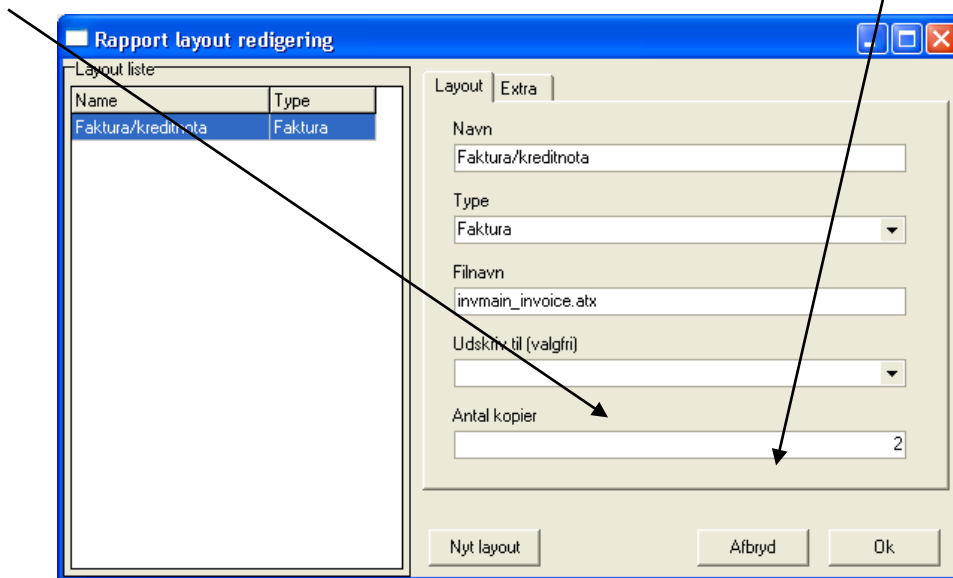 Rapport layout redigering
Layout liste
Name Type
Faktura/kreditnota Faktura
Layout Extra
Navn
Faktura/kreditnota
Type
Faktura
Filnavn
invmain_invoice.atx
Udskriv til (valgfri)
Antal kopier
2
Nyt layout Afbryd Ok